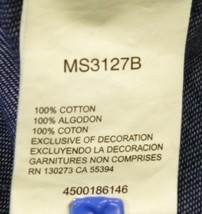 MS3127B
100% COTTON
100% ALGODON
100% COTON
EXCLUSIVE OF DECORATION
EXCLUYENDO LA DECORACION
GARNITURES NON COMPRISES
RN 130273 CA 55394
4500186146